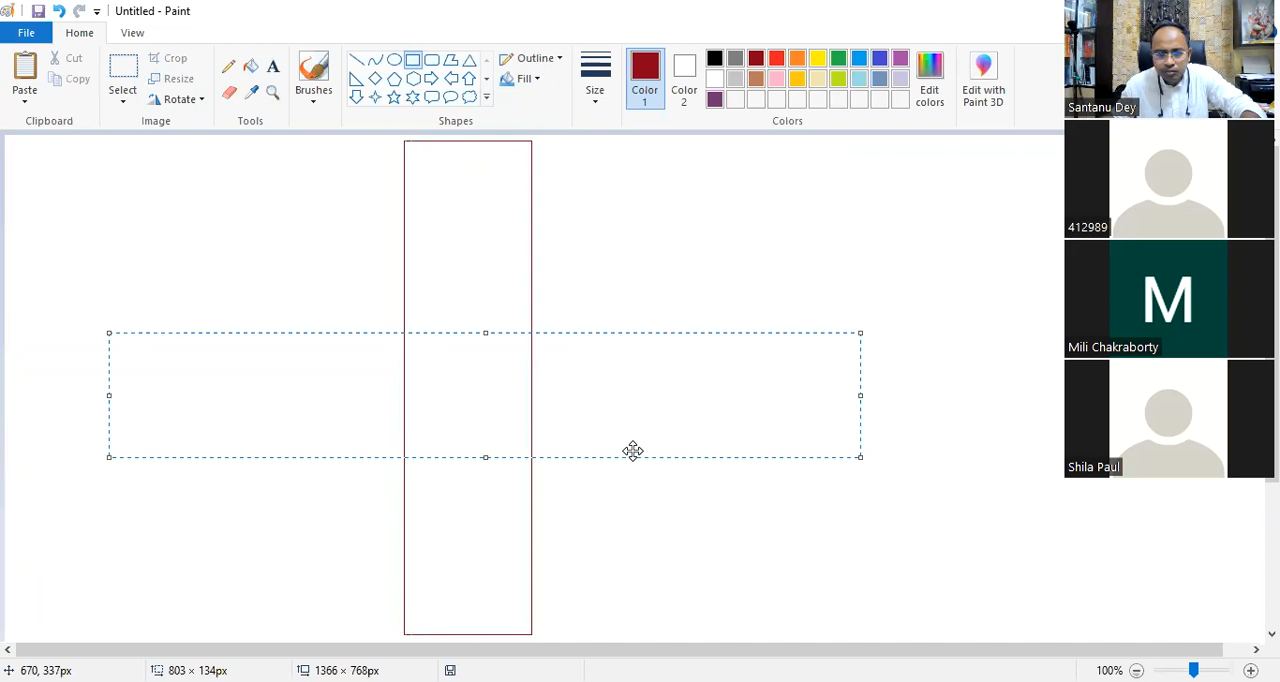 Untitled - Paint
File Home View
Paste
Cut
Copy
Clipboard
Select
Crop
Resize
Rotate
Image
A
Tools
Brushes
Outline
Fill
Shapes
Size
Color 1
Color 2
Edit colors
Colors
Edit with Paint 3D
Santanu Dey
412989
M
Mili Chakraborty
Shila Paul
670, 337px
803 × 134px
1366 × 768px
100%